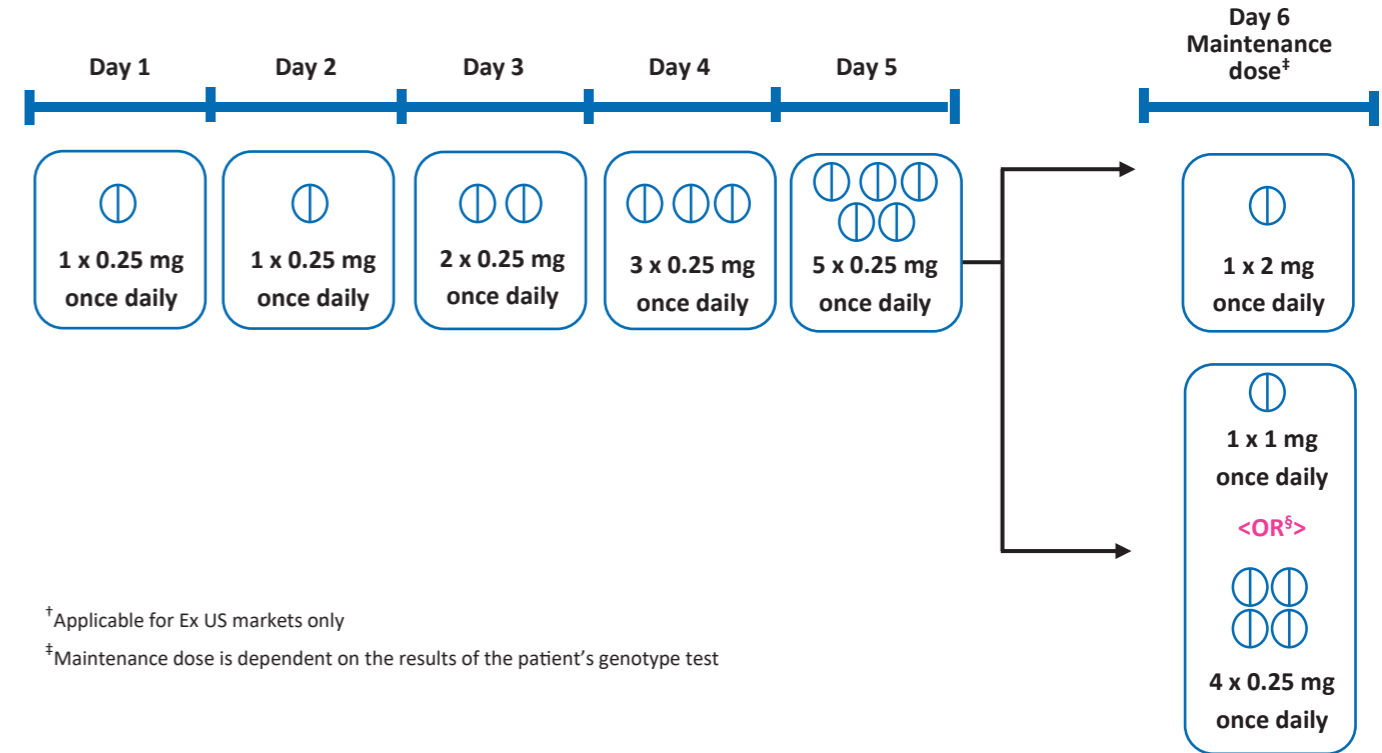 Day 1
Day 2
Day 3
Day 4
Day 5
Day 6
Maintenance
dose‡
1 x 0.25 mg
once daily
1 x 0.25 mg
once daily
2 x 0.25 mg
once daily
3 x 0.25 mg
once daily
5 x 0.25 mg
once daily
1 x 2 mg
once daily
1 x 1 mg
once daily
<OR§>
4 x 0.25 mg
once daily
†Applicable for Ex US markets only
‡Maintenance dose is dependent on the results of the patient’s genotype test